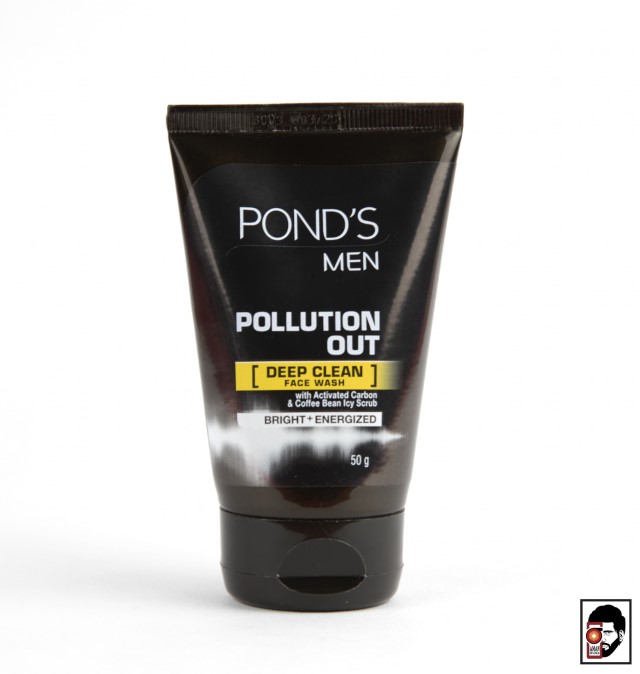 POND'S
MEN
POLLUTION
OUT
[ DEEP CLEAN ]
FACE WASH
with Activated Carbon
& Coffee Bean Icy Scrub
BRIGHT + ENERGIZED
50 g